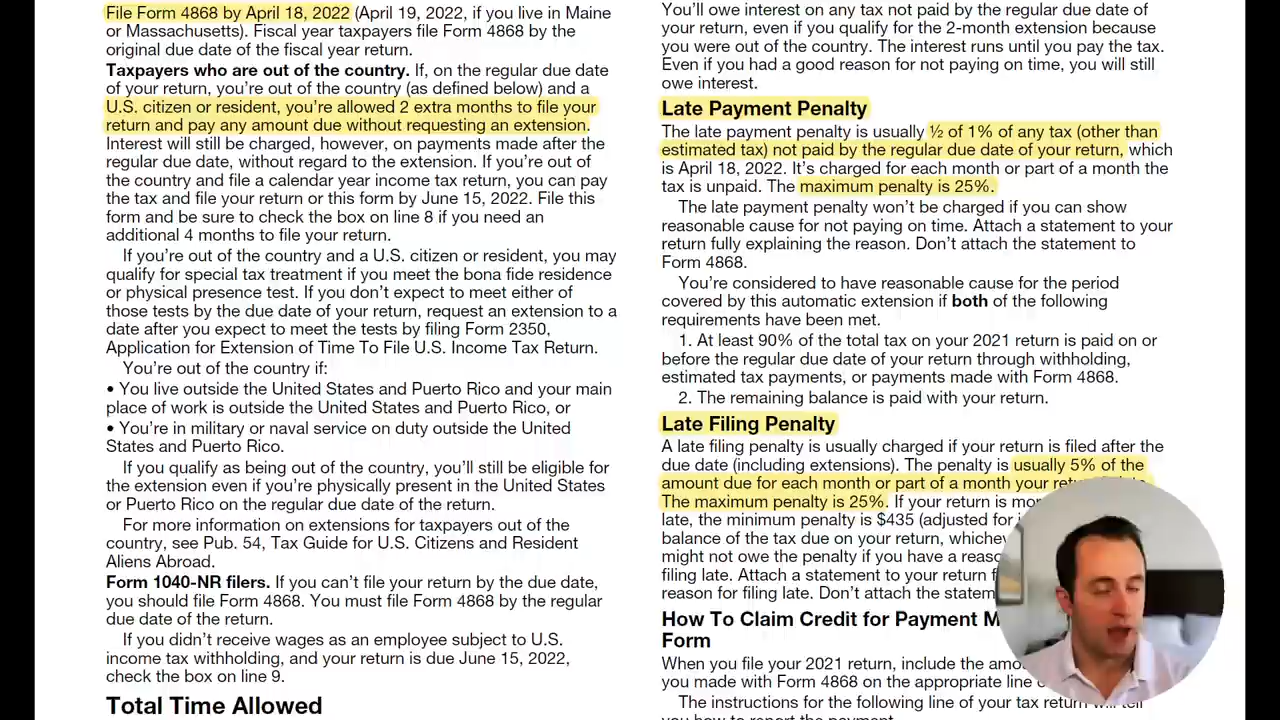 File Form 4868 by April 18, 2022 (April 19, 2022, if you live in Maine
or Massachusetts). Fiscal year taxpayers file Form 4868 by the
original due date of the fiscal year return.
Taxpayers who are out of the country. If, on the regular due date
of your return, you're out of the country (as defined below) and a
U.S. citizen or resident, you're allowed 2 extra months to file your
return and pay any amount due without requesting an extension.
Interest will still be charged, however, on payments made after the
regular due date, without regard to the extension. If you're out of
the country and file a calendar year income tax return, you can pay
the tax and file your return or this form by June 15, 2022. File this
form and be sure to check the box on line 8 if you need an
additional 4 months to file your return.
If you're out of the country and a U.S. citizen or resident, you may
qualify for special tax treatment if you meet the bona fide residence
or physical presence test. If you don't expect to meet either of
those tests by the due date of your return, request an extension to a
date after you expect to meet the tests by filing Form 2350,
Application for Extension of Time To File U.S. Income Tax Return.
You're out of the country if:
• You live outside the United States and Puerto Rico and your main
place of work is outside the United States and Puerto Rico, or
• You're in military or naval service on duty outside the United
States and Puerto Rico.
If you qualify as being out of the country, you'll still be eligible for
the extension even if you're physically present in the United States
or Puerto Rico on the regular due date of the return.
For more information on extensions for taxpayers out of the
country, see Pub. 54, Tax Guide for U.S. Citizens and Resident
Aliens Abroad.
Form 1040-NR filers. If you can't file your return by the due date,
you should file Form 4868. You must file Form 4868 by the regular
due date of the return.
If you didn't receive wages as an employee subject to U.S.
income tax withholding, and your return is due June 15, 2022,
check the box on line 9.
Total Time Allowed
You'll owe interest on any tax not paid by the regular due date of
your return, even if you qualify for the 2-month extension because
you were out of the country. The interest runs until you pay the tax.
Even if you had a good reason for not paying on time, you will still
owe interest.
Late Payment Penalty
The late payment penalty is usually ½ of 1% of any tax (other than
estimated tax) not paid by the regular due date of your return, which
is April 18, 2022. It's charged for each month or part of a month the
tax is unpaid. The maximum penalty is 25%.
The late payment penalty won't be charged if you can show
reasonable cause for not paying on time. Attach a statement to your
return fully explaining the reason. Don't attach the statement to
Form 4868.
You're considered to have reasonable cause for the period
covered by this automatic extension if both of the following
requirements have been met.
1. At least 90% of the total tax on your 2021 return is paid on or
before the regular due date of your return through withholding,
estimated tax payments, or payments made with Form 4868.
2. The remaining balance is paid with your return.
Late Filing Penalty
A late filing penalty is usually charged if your return is filed after the
due date (including extensions). The penalty is usually 5% of the
amount due for each month or part of a month your
The maximum penalty is 25%. If your return is
late, the minimum penalty is $435 (adjusted for
balance of the tax due on your return,
might not owe the penalty if you have a
filing late. Attach a statement to your return
reason for filing late. Don't attach the
How To Claim Credit for Payment
Form
When you file your 2021 return, include the
you made with Form 4868 on the appropriate line
The instructions for the following line of your tax return will tell
you how to report the payment.